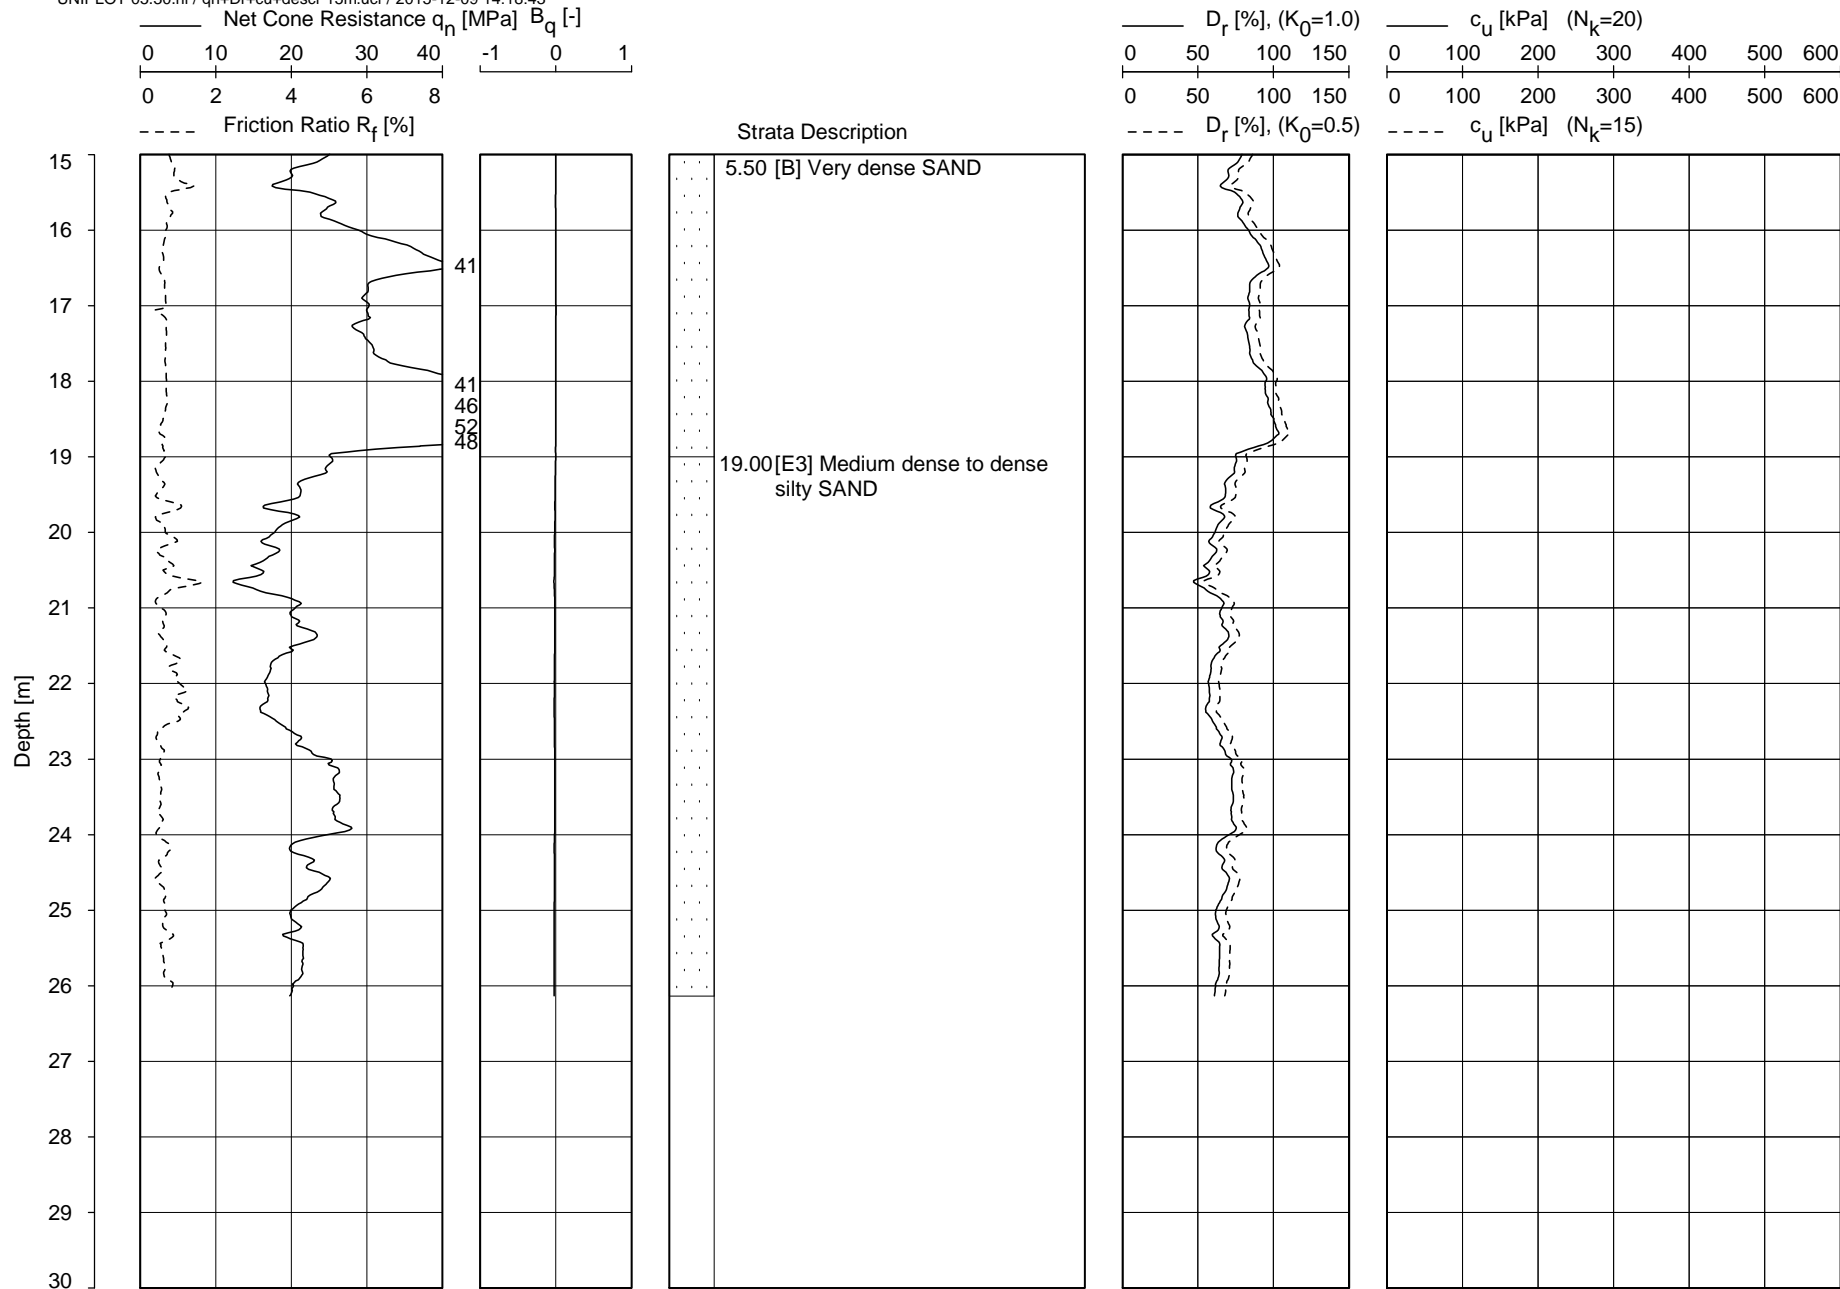 Net Cone Resistance qn [MPa] Bq [-]
Dr [%], (K0=1.0)
cu [kPa] (Nk=20)
0 10 20 30 40
-1 0 1
0 50 100 150
0 100 200 300 400 500 600
0 2 4 6 8
0 50 100 150
0 100 200 300 400 500 600
Friction Ratio Rf [%]
Strata Description
Dr [%], (K0=0.5)
cu [kPa] (Nk=15)
15
5.50 [B] Very dense SAND
16
41
17
18
41
46
52
48
19
19.00 [E3] Medium dense to dense
silty SAND
20
21
22
Depth [m]
23
24
25
26
27
28
29
30